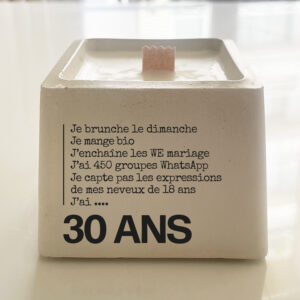 Je brunche le dimanche
Je mange bio
J'enchaîne les WE mariage
J'ai 450 groupes WhatsApp
Je capte pas les expressions
de mes neveux de 18 ans
J'ai ....
30 ANS